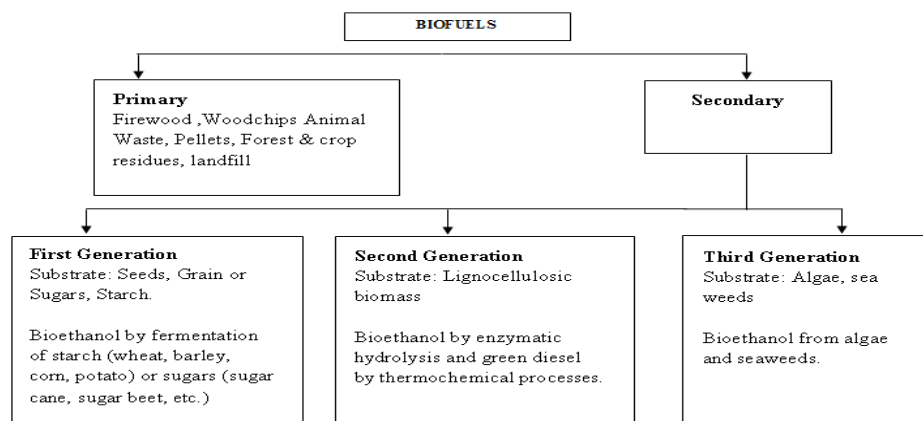 BIOFUELS
Primary
Firewood ,Woodchips Animal
Waste, Pellets, Forest & crop
residues, landfill
Secondary
First Generation
Substrate: Seeds, Grain or
Sugars, Starch.
Bioethanol by fermentation
of starch (wheat, barley,
corn, potato) or sugars (sugar
cane, sugar beet, etc.)
Second Generation
Substrate: Lignocellulosic
biomass
Bioethanol by enzymatic
hydrolysis and green diesel
by thermochemical processes.
Third Generation
Substrate: Algae, sea
weeds
Bioethanol from algae
and seaweeds.